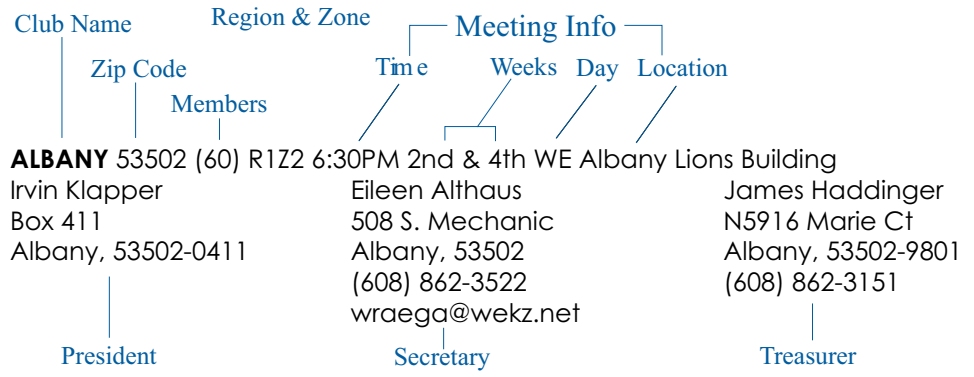 Club Name
Region & Zone
Meeting Info
Zip Code
Time
Weeks
Day
Location
Members
ALBANY 53502 (60) R1Z2 6:30PM 2nd & 4th WE Albany Lions Building
Irvin Klapper
Box 411
Albany, 53502-0411
Eileen Althaus
508 S. Mechanic
Albany, 53502
(608) 862-3522
wraega@wekz.net
James Haddinger
N5916 Marie Ct
Albany, 53502-9801
(608) 862-3151
President
Secretary
Treasurer